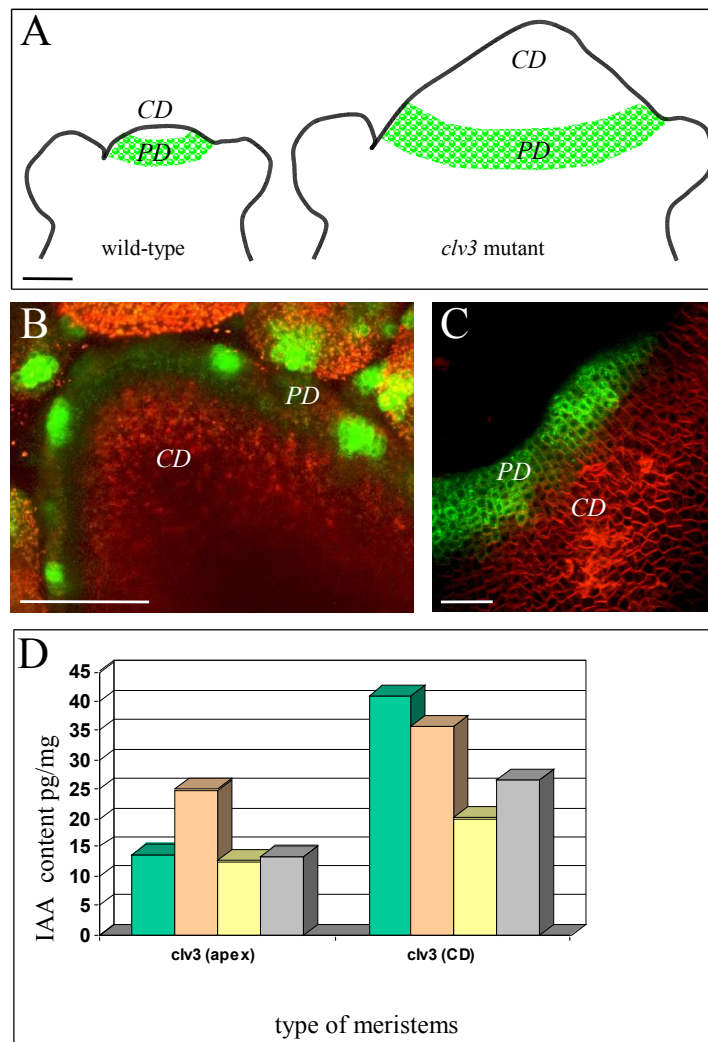 A
CD
PD
wild-type
CD
PD
clv3 mutant
B
PD
CD
C
PD
CD
D
IAA content pg/mg
45
40
35
30
25
20
15
10
5
0
clv3 (apex)
clv3 (CD)
type of meristems